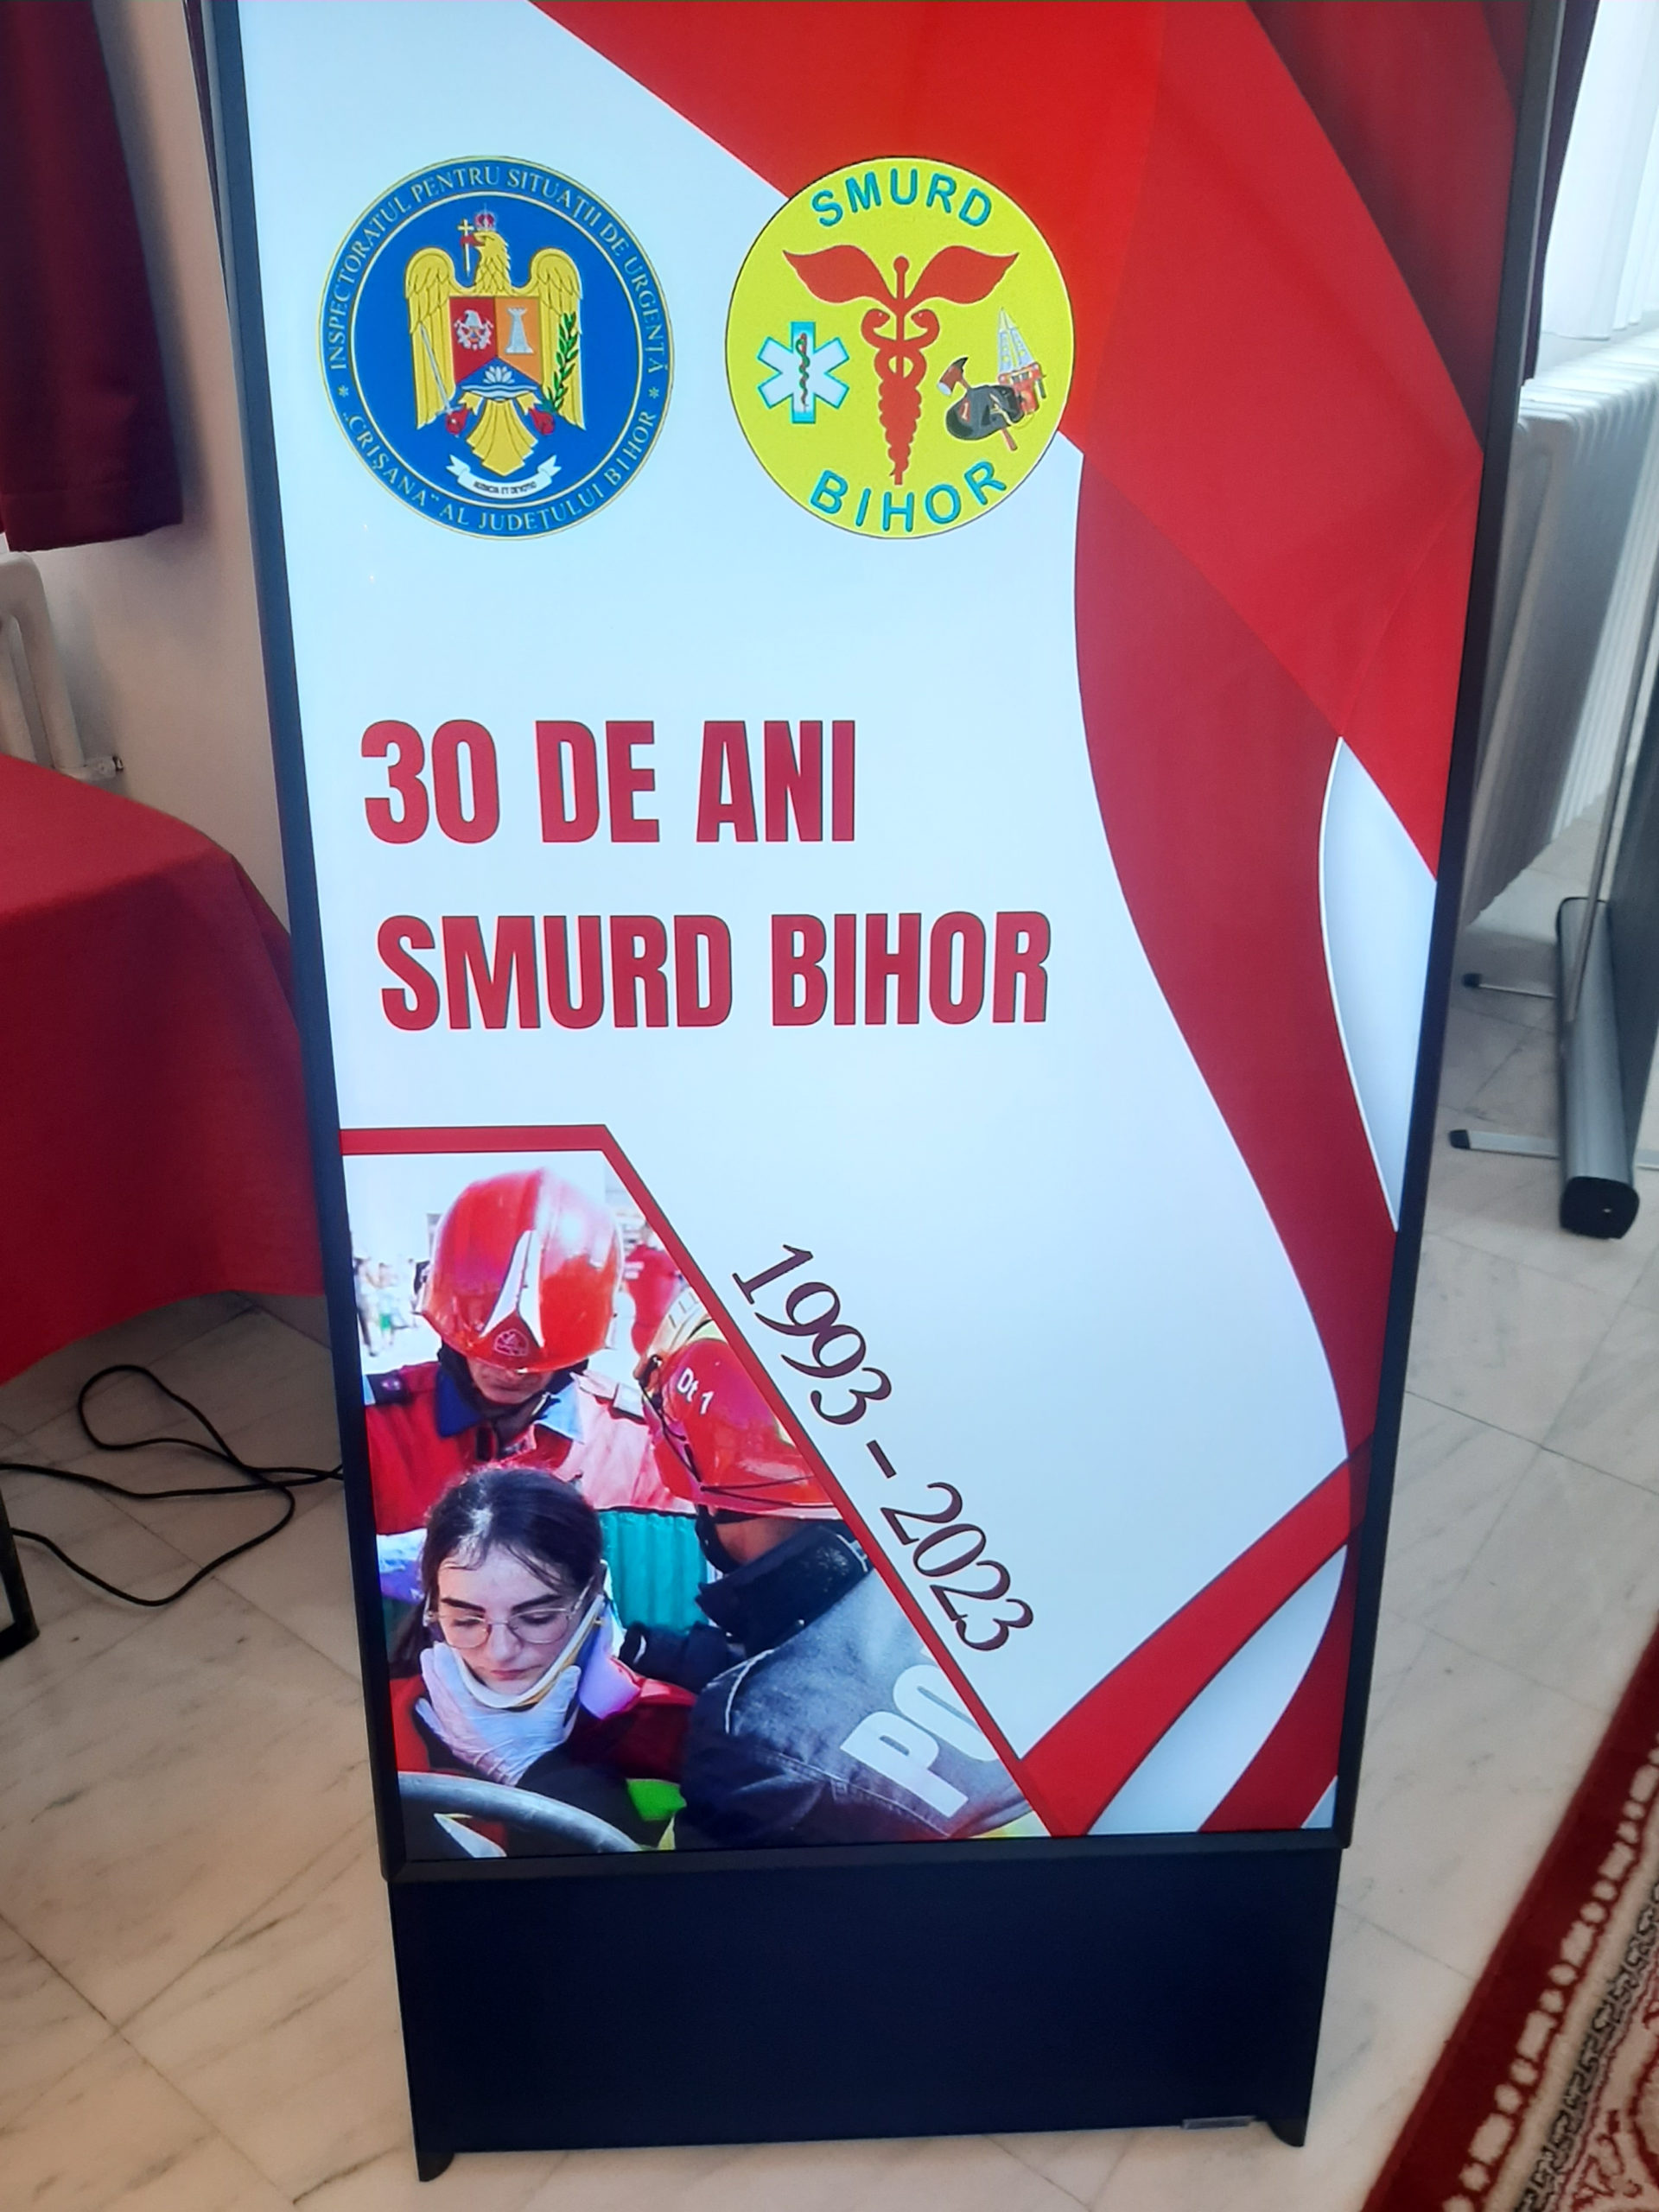 INSPECTORATUL PENTRU SITUAȚII DE URGENȚĂ
* „CRIȘANA” AL JUDEȚULUI BIHOR *
SMURD
BIHOR
30 DE ANI
SMURD BIHOR
1993 - 2023
Dt 1
PO